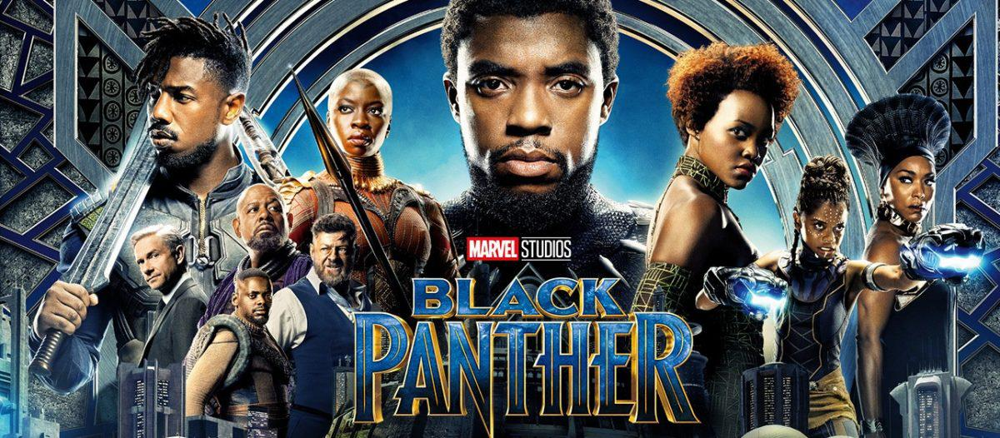 MARVEL STUDIOS
BLACK
PANTHER